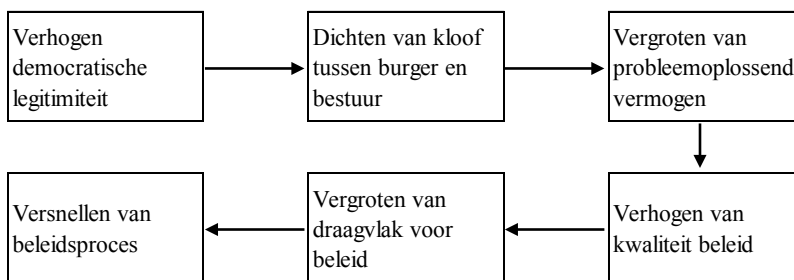 Verhogen
democratische
legitimiteit
Dichten van kloof
tussen burger en
bestuur
Vergroten van
probleemoplossend
vermogen
Verhogen van
kwaliteit beleid
Vergroten van
draagvlak voor
beleid
Versnellen van
beleidsproces